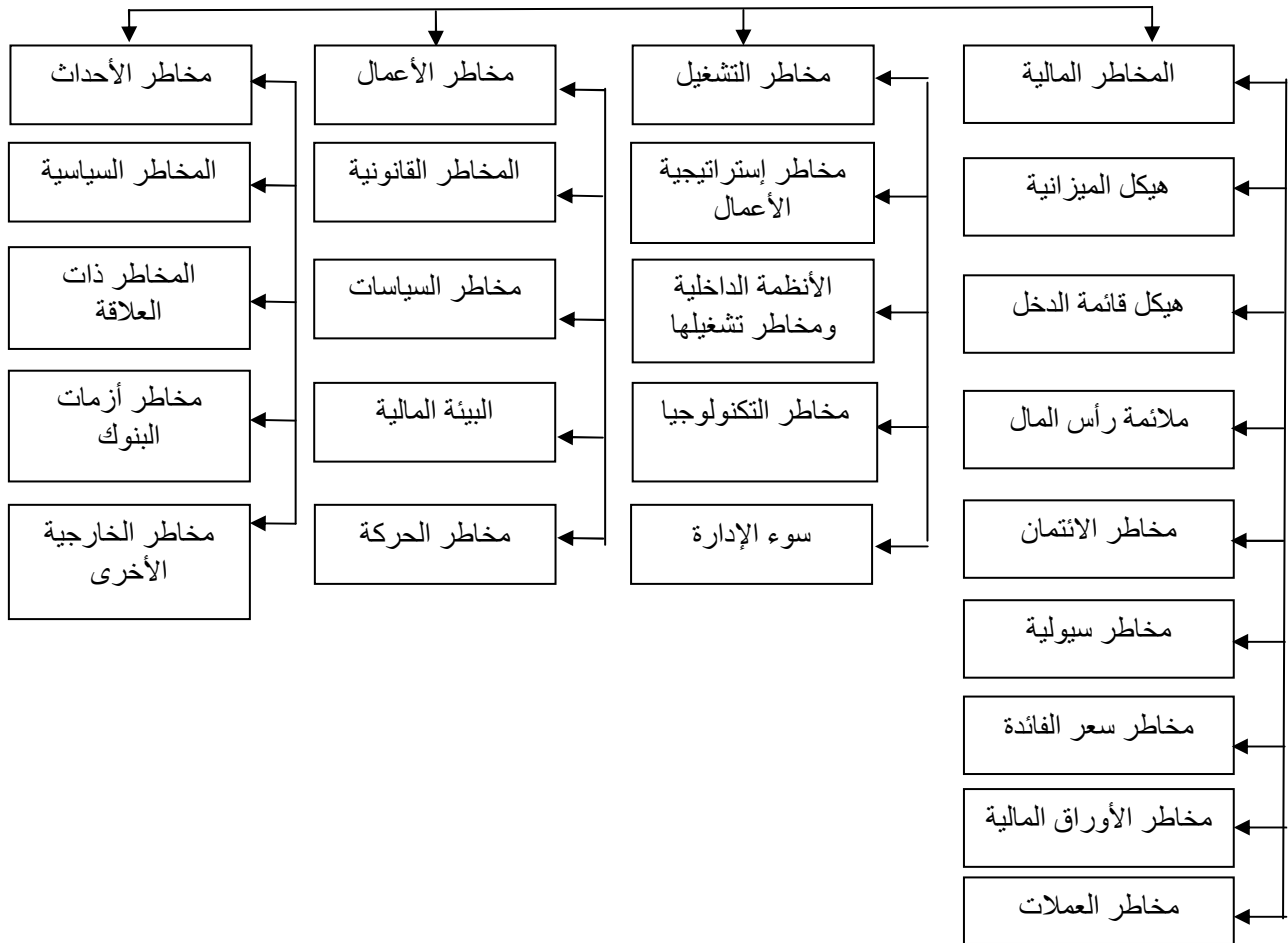 المخاطر المالية
هيكل الميزانية
هيكل قائمة الدخل
ملائمة رأس المال
مخاطر الائتمان
مخاطر سيولية
مخاطر سعر الفائدة
مخاطر الأوراق المالية
مخاطر العملات
مخاطر التشغيل
مخاطر إستراتيجية
الأعمال
الأنظمة الداخلية
ومخاطر تشغيلها
مخاطر التكنولوجيا
سوء الإدارة
مخاطر الأعمال
المخاطر القانونية
مخاطر السياسات
البيئة المالية
مخاطر الحركة
مخاطر الأحداث
المخاطر السياسية
المخاطر ذات
العلاقة
مخاطر أزمات
البنوك
مخاطر الخارجية
الأخرى